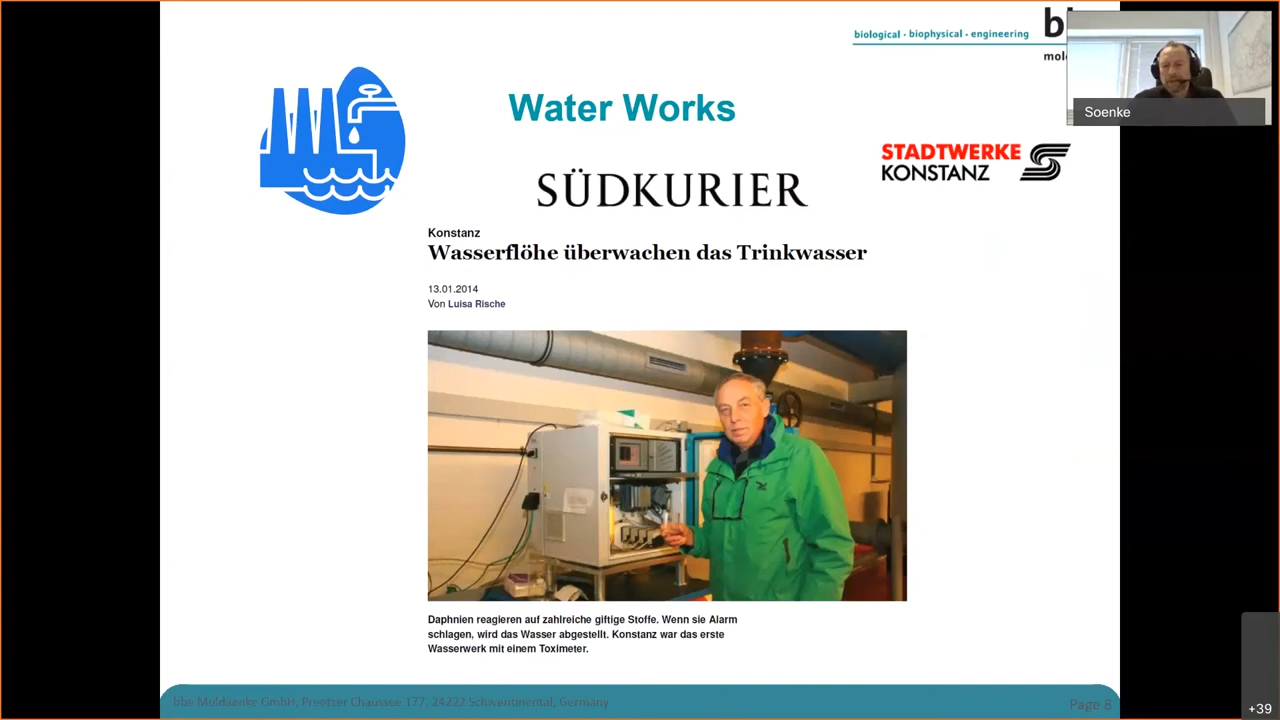 biological · biophysical · engineering
Soenke
Water Works
STADTWERKE
KONSTANZ
SÜDKURIER
Konstanz
Wasserflöhe überwachen das Trinkwasser
13.01.2014
Von Luisa Rische
Daphnien reagieren auf zahlreiche giftige Stoffe. Wenn sie Alarm
schlagen, wird das Wasser abgestellt. Konstanz war das erste
Wasserwerk mit einem Toximeter.
bbe Moldaenke GmbH, Preetzer Chaussee 177, 24222 Schwentinental, Germany
Page 8
+39